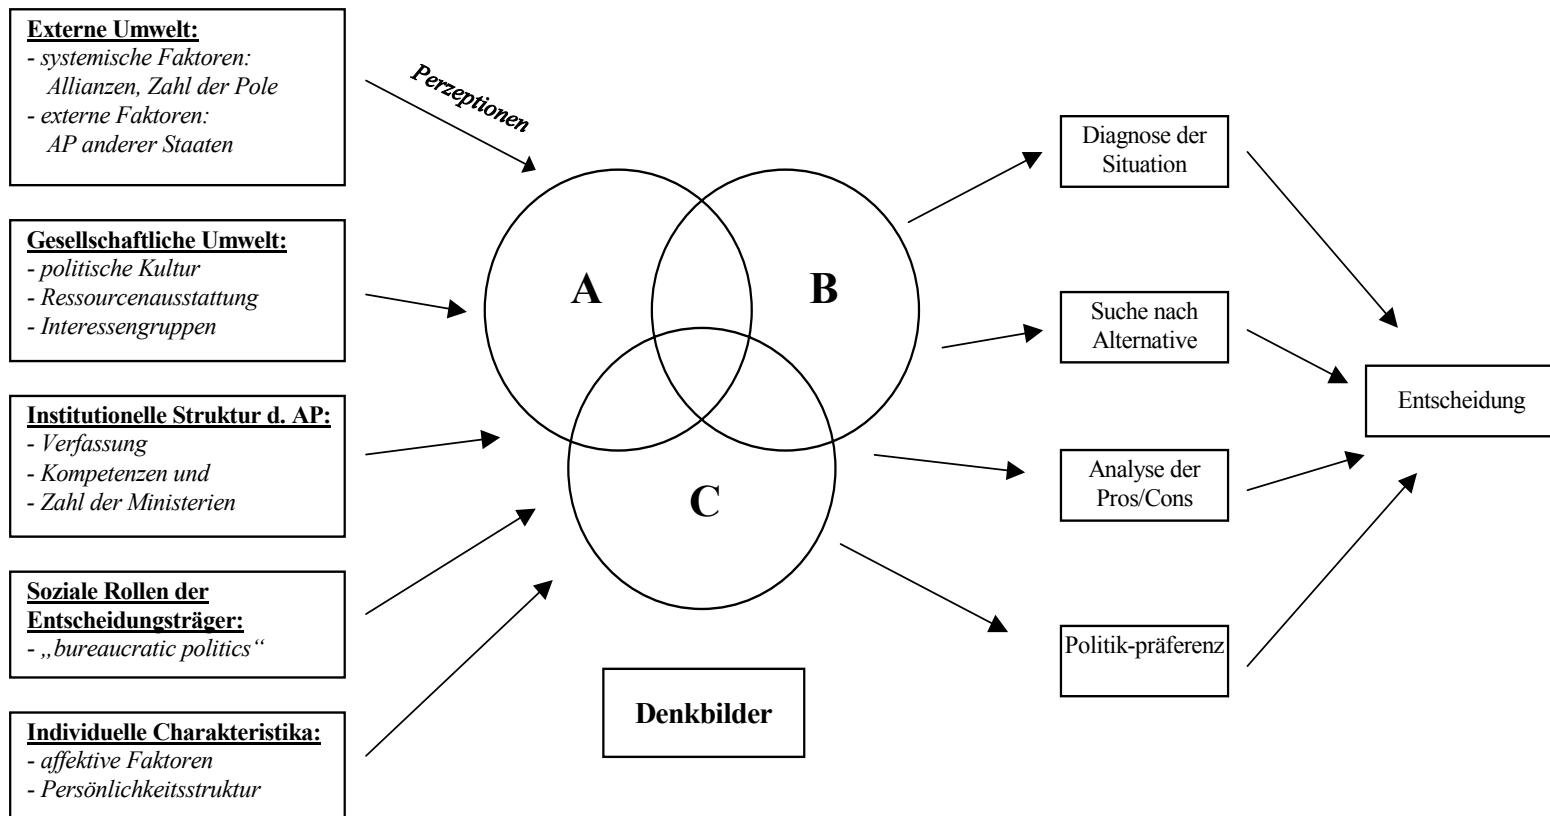 Externe Umwelt:
- systemische Faktoren:
Allianzen, Zahl der Pole
- externe Faktoren:
AP anderer Staaten
Gesellschaftliche Umwelt:
- politische Kultur
- Ressourcenausstattung
- Interessengruppen
Institutionelle Struktur d. AP:
- Verfassung
- Kompetenzen und
- Zahl der Ministerien
Soziale Rollen der
Entscheidungsträger:
- „bureaucratic politics“
Individuelle Charakteristika:
- affektive Faktoren
- Persönlichkeitsstruktur
Perzeptionen
A
B
C
Denkbilder
Diagnose der
Situation
Suche nach
Alternative
Analyse der
Pros/Cons
Politik-präferenz
Entscheidung